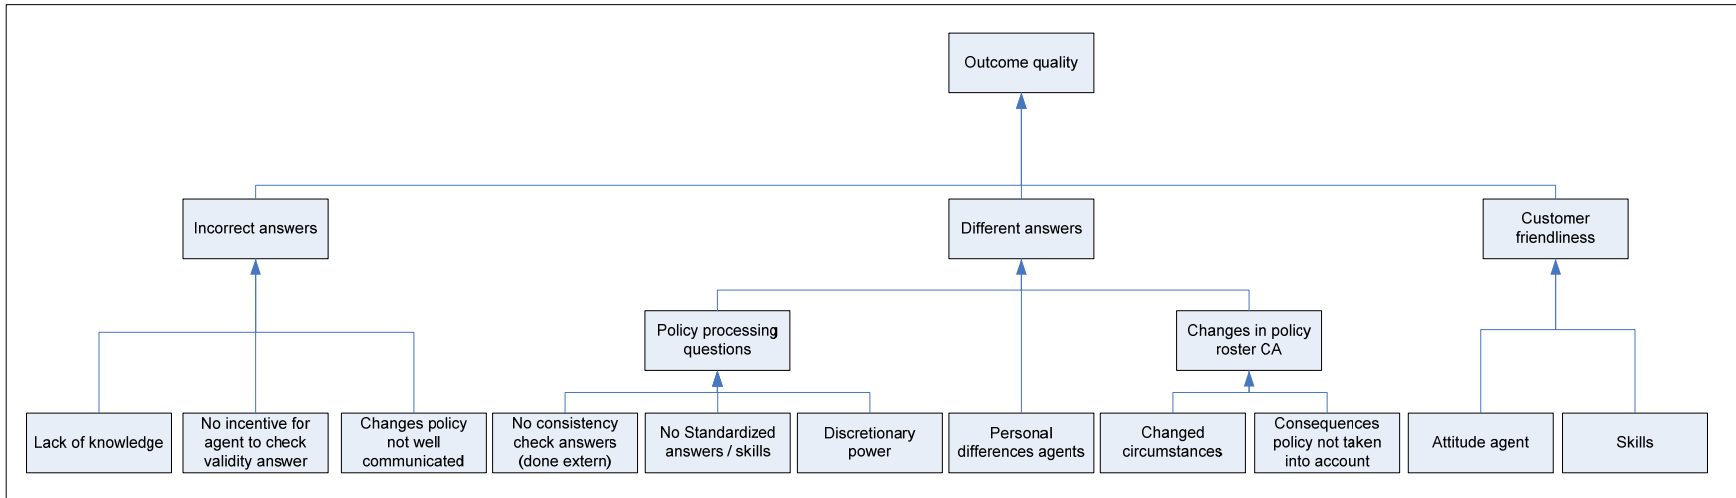 Outcome quality
Incorrect answers
Different answers
Customer
friendliness
Policy processing
questions
Changes in policy
roster CA
Lack of knowledge
No incentive for
agent to check
validity answer
Changes policy
not well
communicated
No consistency
check answers
(done extern)
No Standardized
answers / skills
Discretionary
power
Personal
differences agents
Changed
circumstances
Consequences
policy not taken
into account
Attitude agent
Skills